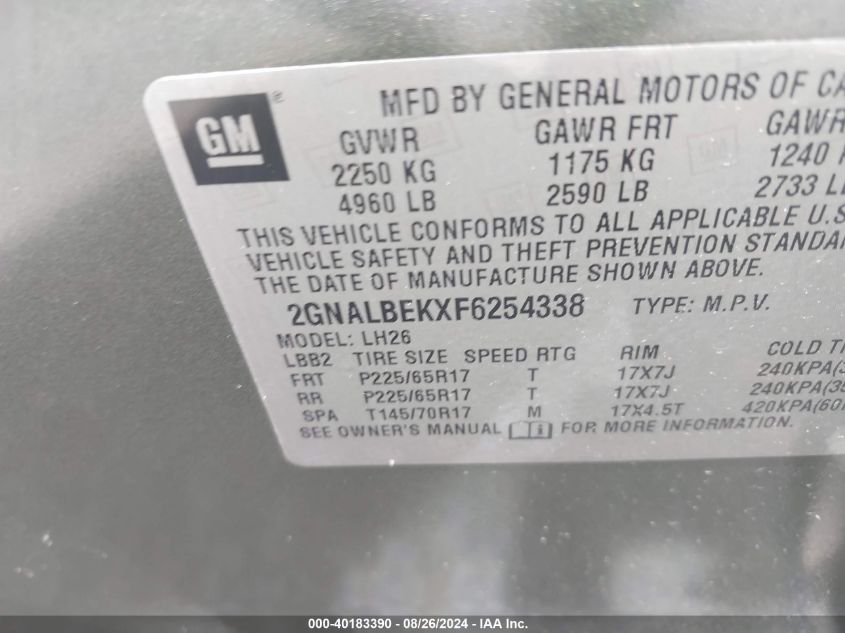 GM ®
MFD BY GENERAL MOTORS OF CA
GVWR GAWR FRT GAWR
2250 KG 1175 KG 1240
4960 LB 2590 LB 2733 L
THIS VEHICLE CONFORMS TO ALL APPLICABLE U.S
VEHICLE SAFETY AND THEFT PREVENTION STANDA
THE DATE OF MANUFACTURE SHOWN ABOVE.
2GNALBEKXF6254338 TYPE: M.P.V.
MODEL: LH26
LBB2 TIRE SIZE SPEED RTG RIM COLD TI
FRT P225/65R17 T 17X7J 240KPA(3
RR P225/65R17 T 17X7J 240KPA(35
SPA T145/70R17 M 17X4.5T 420KPA(60
SEE OWNER'S MANUAL FOR MORE INFORMATION.
000-40183390 - 08/26/2024 - IAA Inc.